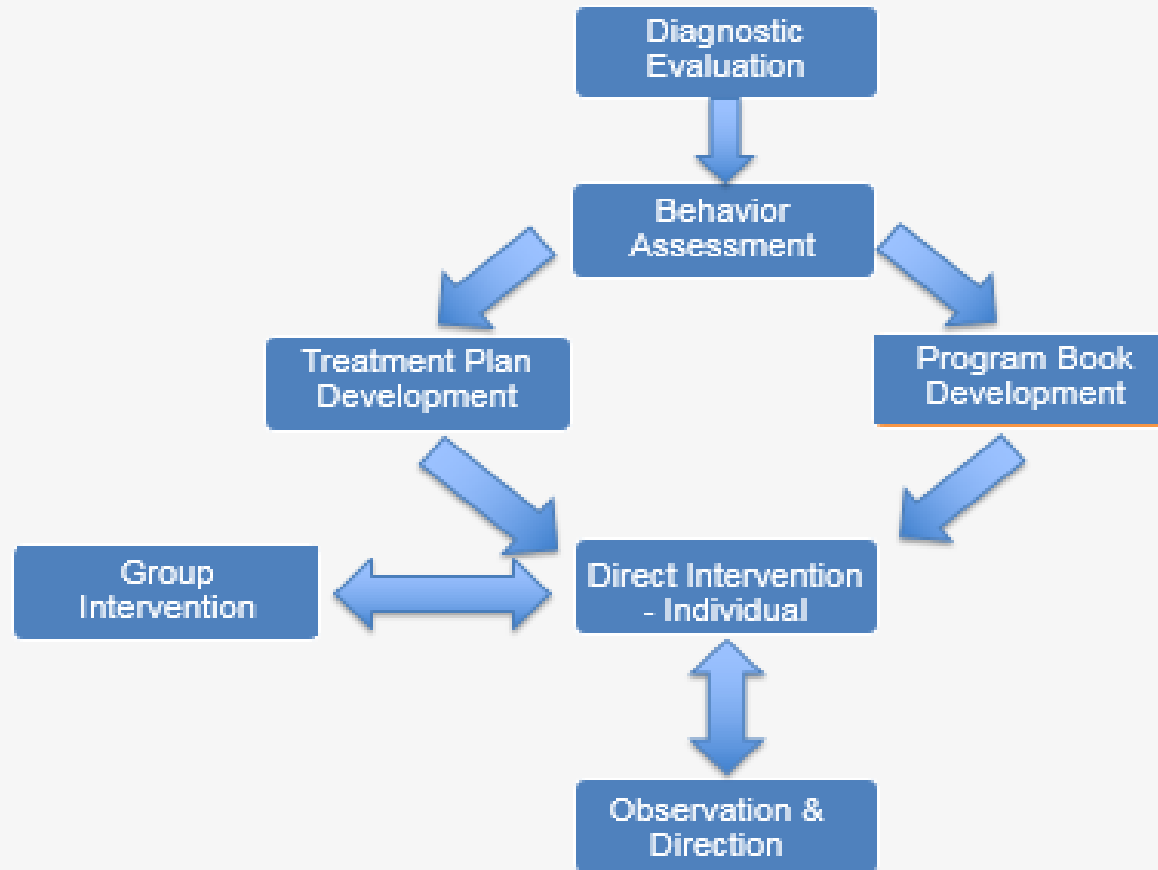 Diagnostic
Evaluation
Behavior
Assessment
Treatment Plan
Development
Program Book
Development
Group
Intervention
Direct Intervention
- Individual
Observation &
Direction